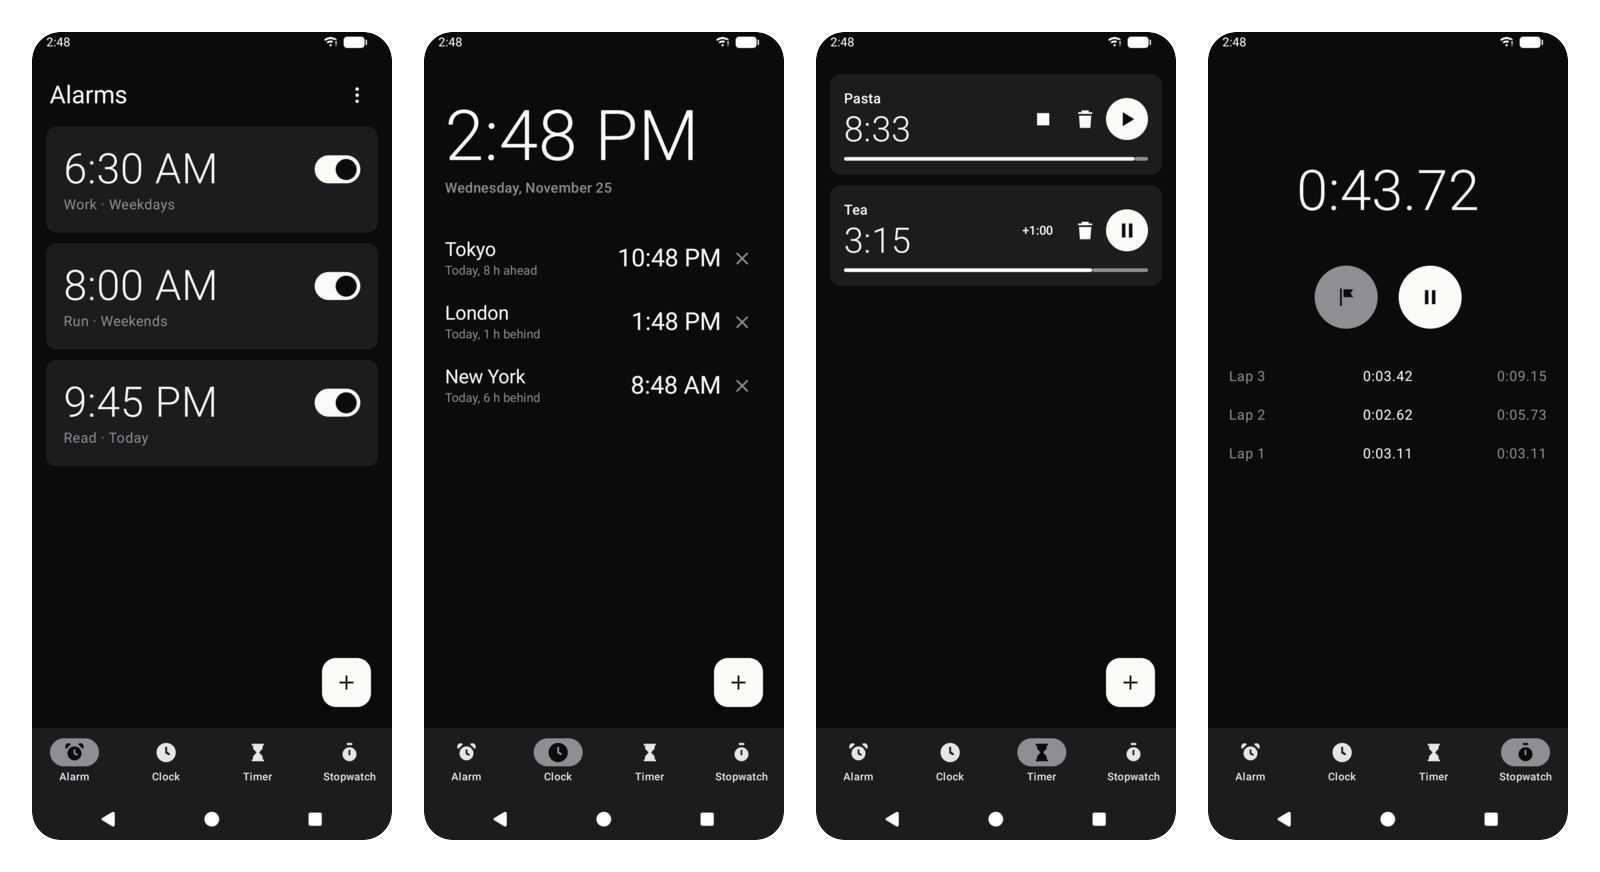 2:48
Alarms
6:30 AM
Work · Weekdays
8:00 AM
Run · Weekends
9:45 PM
Read · Today
Alarm Clock Timer Stopwatch
2:48
2:48 PM
Wednesday, November 25
Tokyo 10:48 PM
Today, 8 h ahead
London 1:48 PM
Today, 1 h behind
New York 8:48 AM
Today, 6 h behind
Alarm Clock Timer Stopwatch
2:48
Pasta
8:33
Tea
3:15 +1:00
Alarm Clock Timer Stopwatch
2:48
0:43.72
Lap 3 0:03.42 0:09.15
Lap 2 0:02.62 0:05.73
Lap 1 0:03.11 0:03.11
Alarm Clock Timer Stopwatch